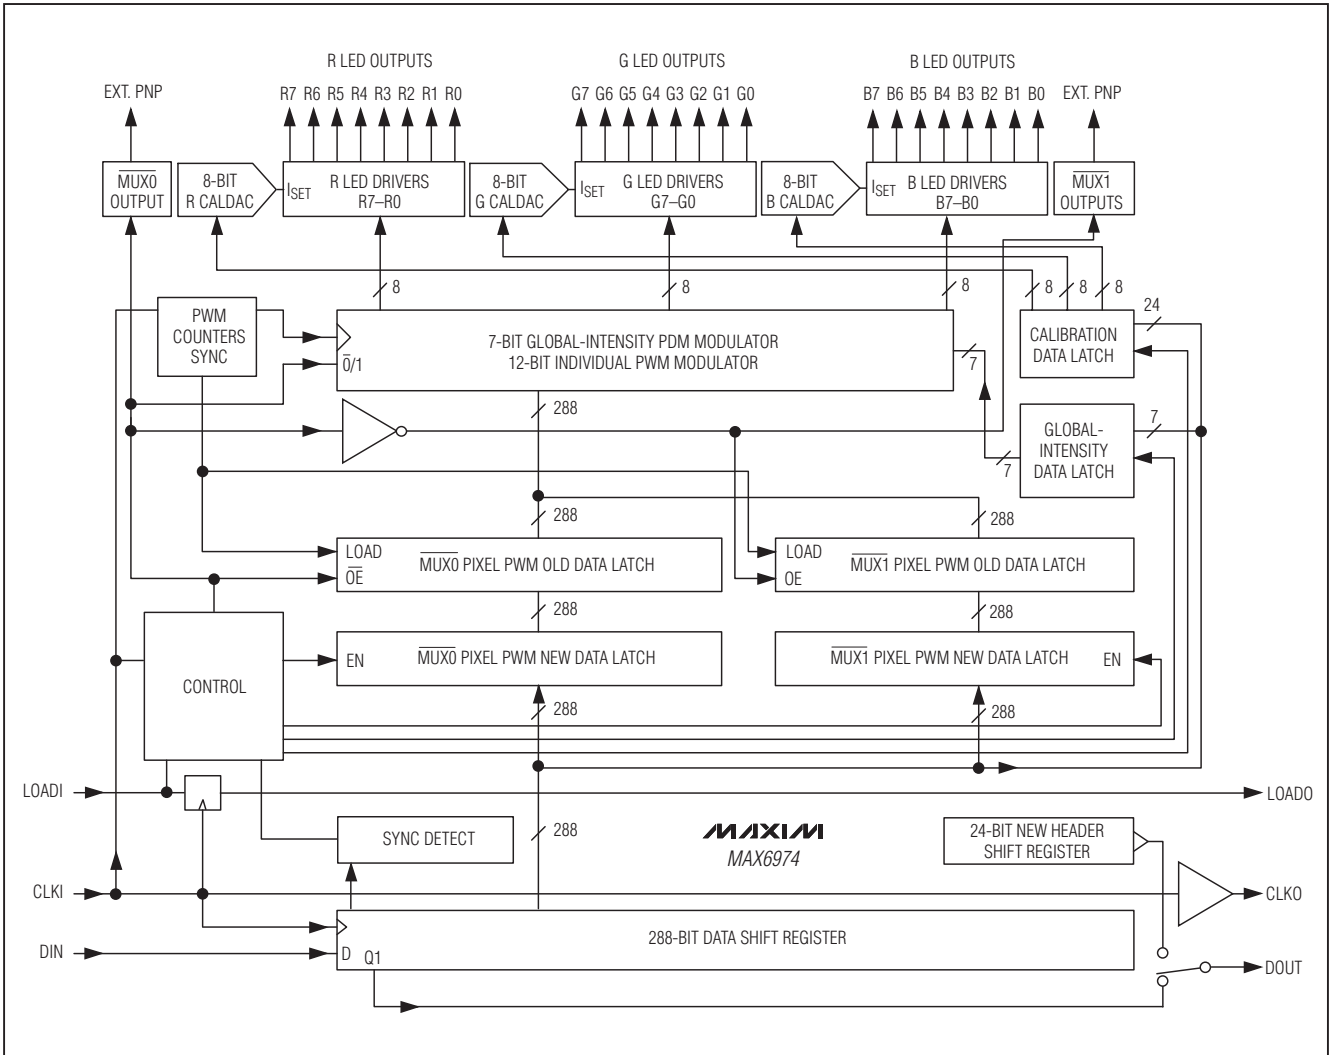 R LED OUTPUTS
G LED OUTPUTS
B LED OUTPUTS
EXT. PNP
R7 R6 R5 R4 R3 R2 R1 R0
G7 G6 G5 G4 G3 G2 G1 G0
B7 B6 B5 B4 B3 B2 B1 B0
EXT. PNP
MUX0
OUTPUT
8-BIT
R CALDAC
ISET
R LED DRIVERS
R7–R0
8-BIT
G CALDAC
ISET
G LED DRIVERS
G7–G0
8-BIT
B CALDAC
ISET
B LED DRIVERS
B7–B0
MUX1
OUTPUTS
8
8
8
8
8
8
24
PWM
COUNTERS
SYNC
0/1
7-BIT GLOBAL-INTENSITY PDM MODULATOR
12-BIT INDIVIDUAL PWM MODULATOR
7
CALIBRATION
DATA LATCH
288
7
GLOBAL-
INTENSITY
DATA LATCH
7
288
288
LOAD
OE
MUX0 PIXEL PWM OLD DATA LATCH
LOAD
OE
MUX1 PIXEL PWM OLD DATA LATCH
288
288
CONTROL
EN
MUX0 PIXEL PWM NEW DATA LATCH
MUX1 PIXEL PWM NEW DATA LATCH
EN
288
288
LOADI
LOADO
SYNC DETECT
288
MAXIM
MAX6974
24-BIT NEW HEADER
SHIFT REGISTER
CLKI
CLKO
288-BIT DATA SHIFT REGISTER
DIN
D
Q1
DOUT